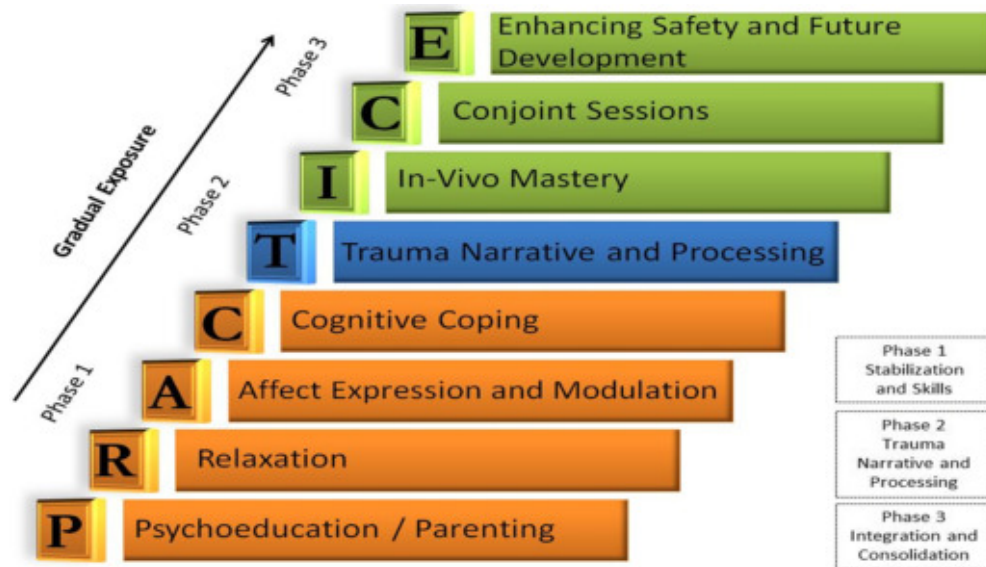 E
Enhancing Safety and Future
Development
C
Conjoint Sessions
I
In-Vivo Mastery
T
Trauma Narrative and Processing
C
Cognitive Coping
A
Affect Expression and Modulation
R
Relaxation
P
Psychoeducation / Parenting
Gradual Exposure
Phase 3
Phase 2
Phase 1
Phase 1
Stabilization
and Skills
Phase 2
Trauma
Narrative and
Processing
Phase 3
Integration and
Consolidation